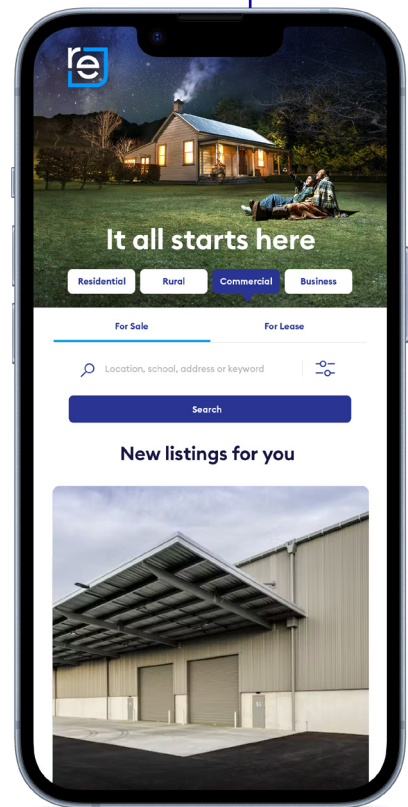 re
It all starts here
Residential Rural Commercial Business
For Sale For Lease
Location, school, address or keyword
Search
New listings for you